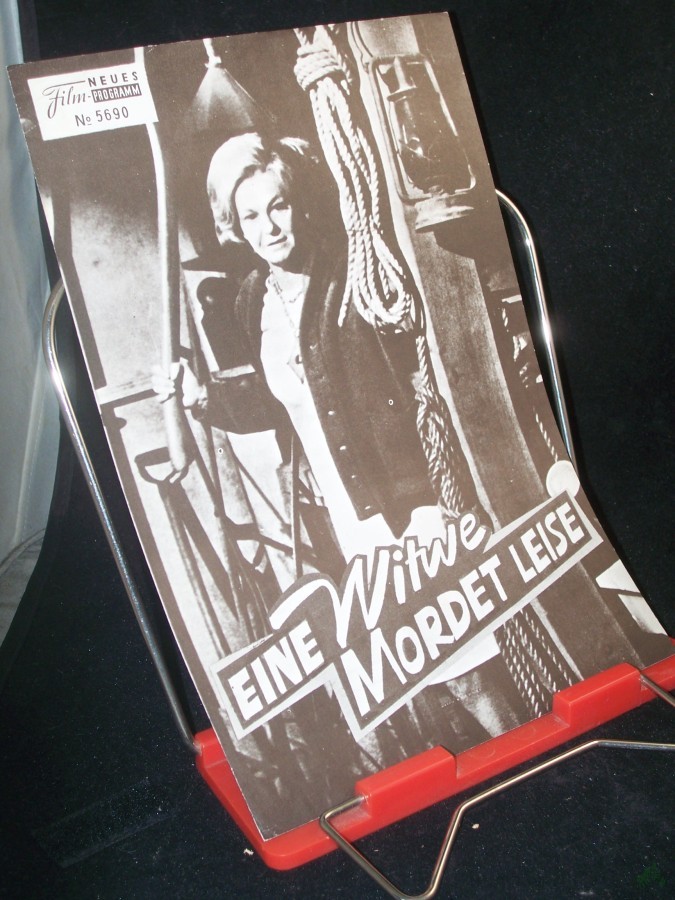 NEUES
Film-PROGRAMM
No 5690
EINE Witwe
MORDET LEISE